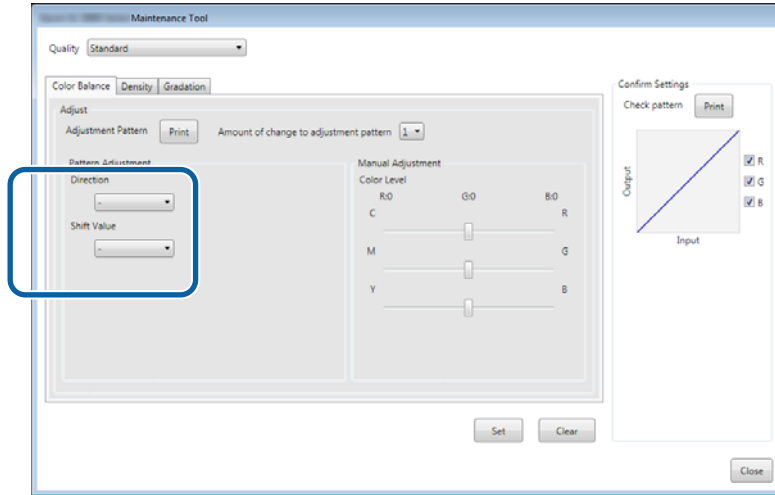 Maintenance Tool
Quality Standard
Color Balance Density Gradation
Adjust
Adjustment Pattern Print Amount of change to adjustment pattern 1
Pattern Adjustment
Direction
-
Shift Value
-
Manual Adjustment
Color Level
R:0 G:0 B:0
C R
M G
Y B
Set Clear
Confirm Settings
Check pattern Print
Output
Input
R
G
B
Close